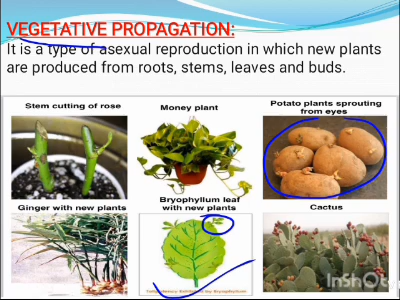 VEGETATIVE PROPAGATION:
It is a type of asexual reproduction in which new plants
are produced from roots, stems, leaves and buds.
Stem cutting of rose
Money plant
Potato plants sprouting
from eyes
Ginger with new plants
Bryophyllum leaf
with new plants
Cactus
by Bryophyllum
InShOt